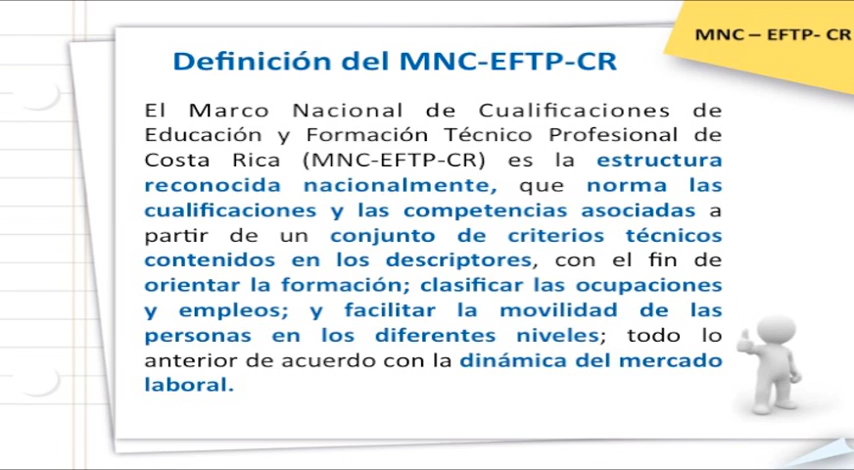 MNC – EFTP- CR
Definición del MNC-EFTP-CR
El Marco Nacional de Cualificaciones de
Educación y Formación Técnico Profesional de
Costa Rica (MNC-EFTP-CR) es la estructura
reconocida nacionalmente, que norma las
cualificaciones y las competencias asociadas a
partir de un conjunto de criterios técnicos
contenidos en los descriptores, con el fin de
orientar la formación; clasificar las ocupaciones
y empleos; y facilitar la movilidad de las
personas en los diferentes niveles; todo lo
anterior de acuerdo con la dinámica del mercado
laboral.